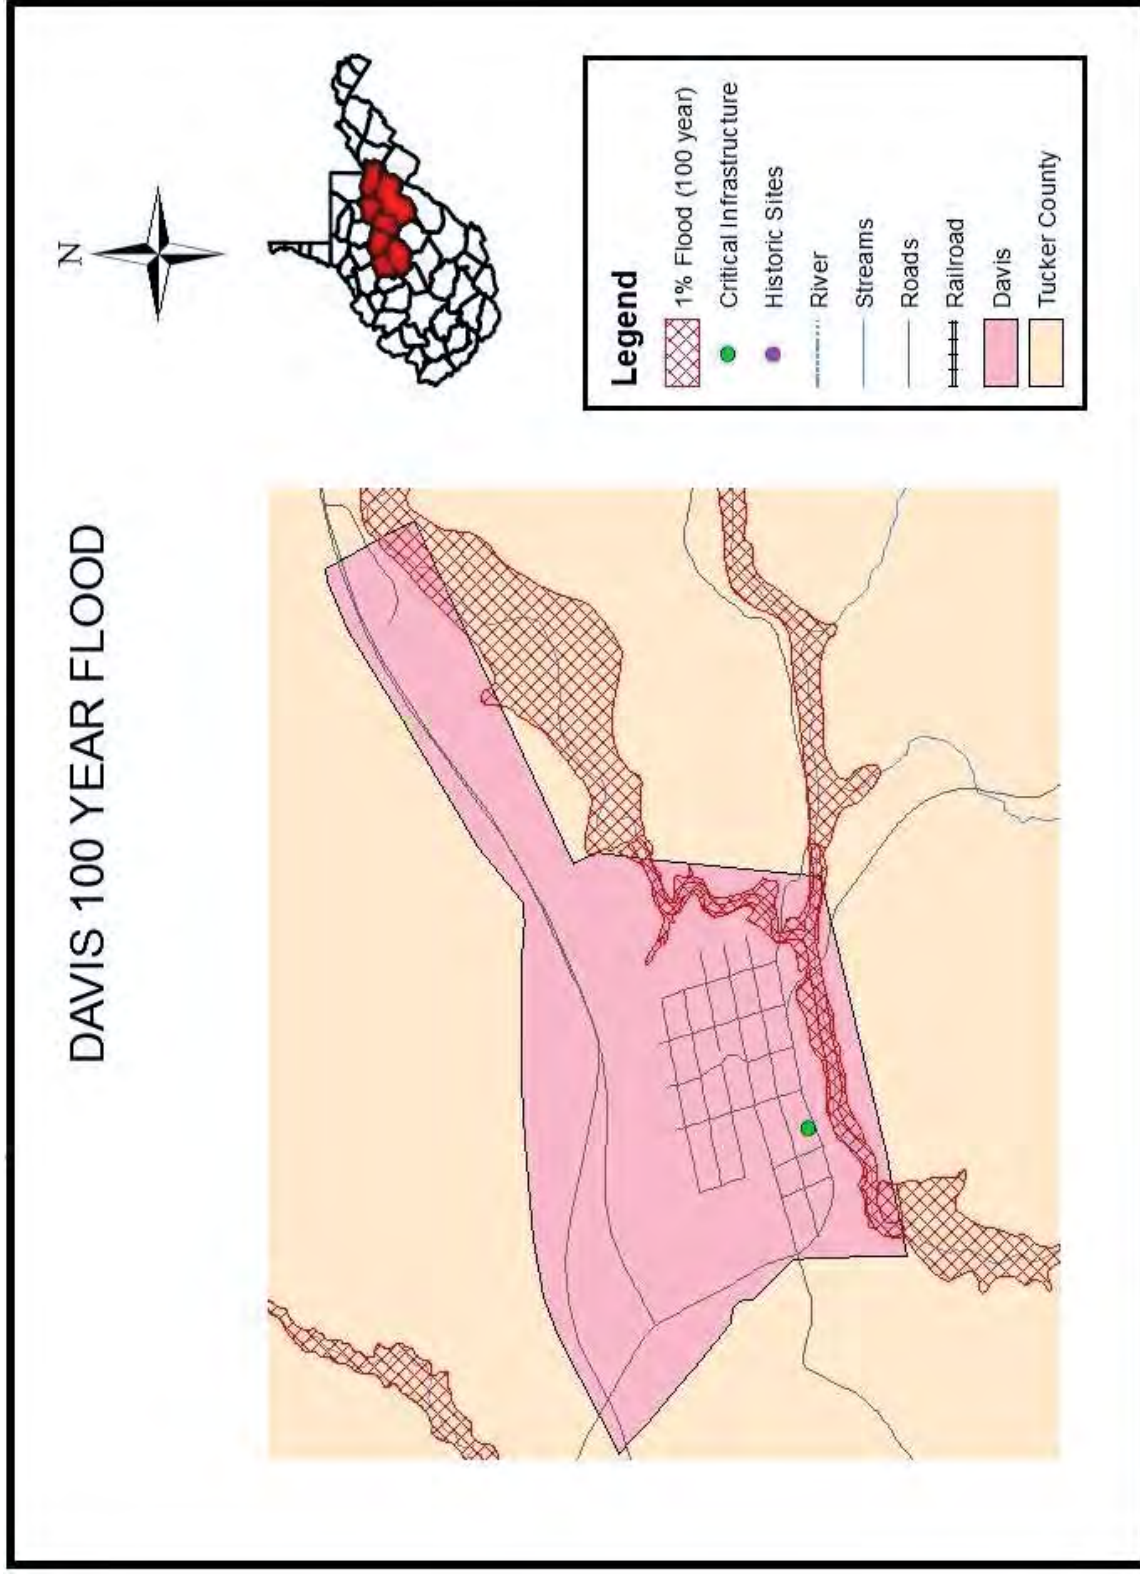 DAVIS 100 YEAR FLOOD
N
Legend
1% Flood (100 year)
Critical Infrastructure
Historic Sites
River
Streams
Roads
Railroad
Davis
Tucker County